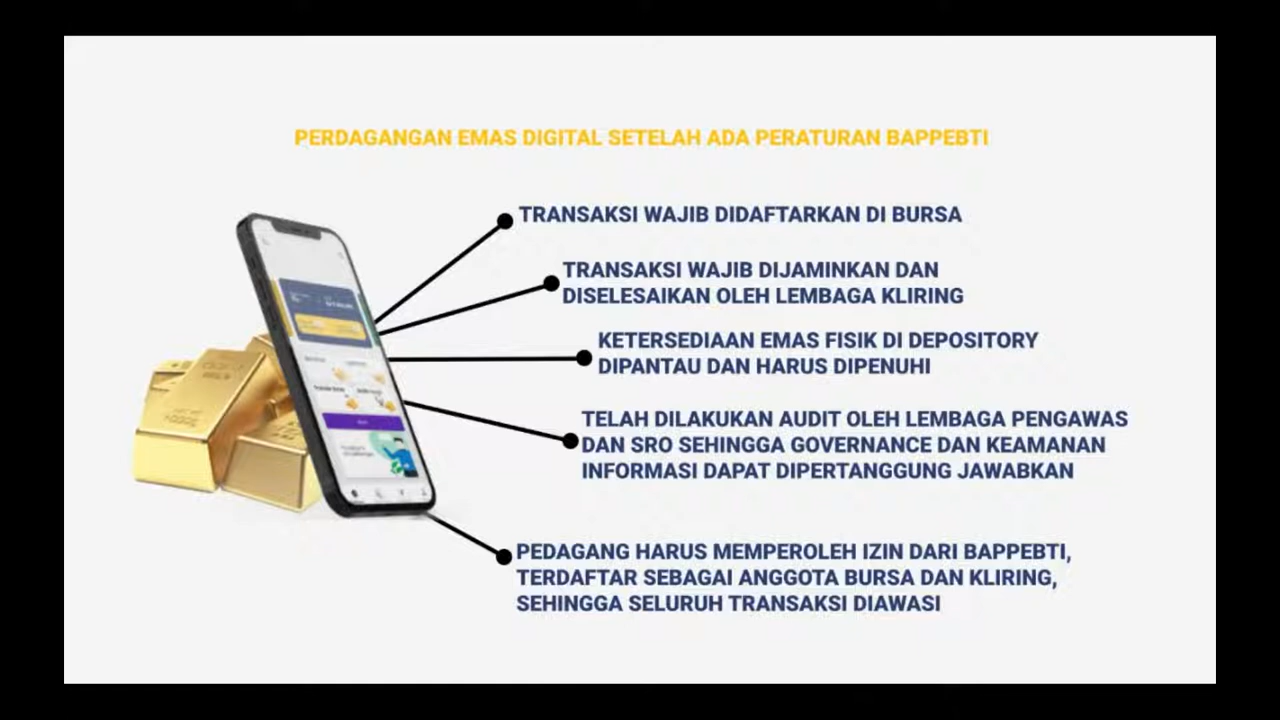 PERDAGANGAN EMAS DIGITAL SETELAH ADA PERATURAN BAPPEBTI
TRANSAKSI WAJIB DIDAFTARKAN DI BURSA
TRANSAKSI WAJIB DIJAMINKAN DAN
DISELESAIKAN OLEH LEMBAGA KLIRING
KETERSEDIAAN EMAS FISIK DI DEPOSITORY
DIPANTAU DAN HARUS DIPENUHI
TELAH DILAKUKAN AUDIT OLEH LEMBAGA PENGAWAS
DAN SRO SEHINGGA GOVERNANCE DAN KEAMANAN
INFORMASI DAPAT DIPERTANGGUNG JAWABKAN
PEDAGANG HARUS MEMPEROLEH IZIN DARI BAPPEBTI,
TERDAFTAR SEBAGAI ANGGOTA BURSA DAN KLIRING,
SEHINGGA SELURUH TRANSAKSI DIAWASI